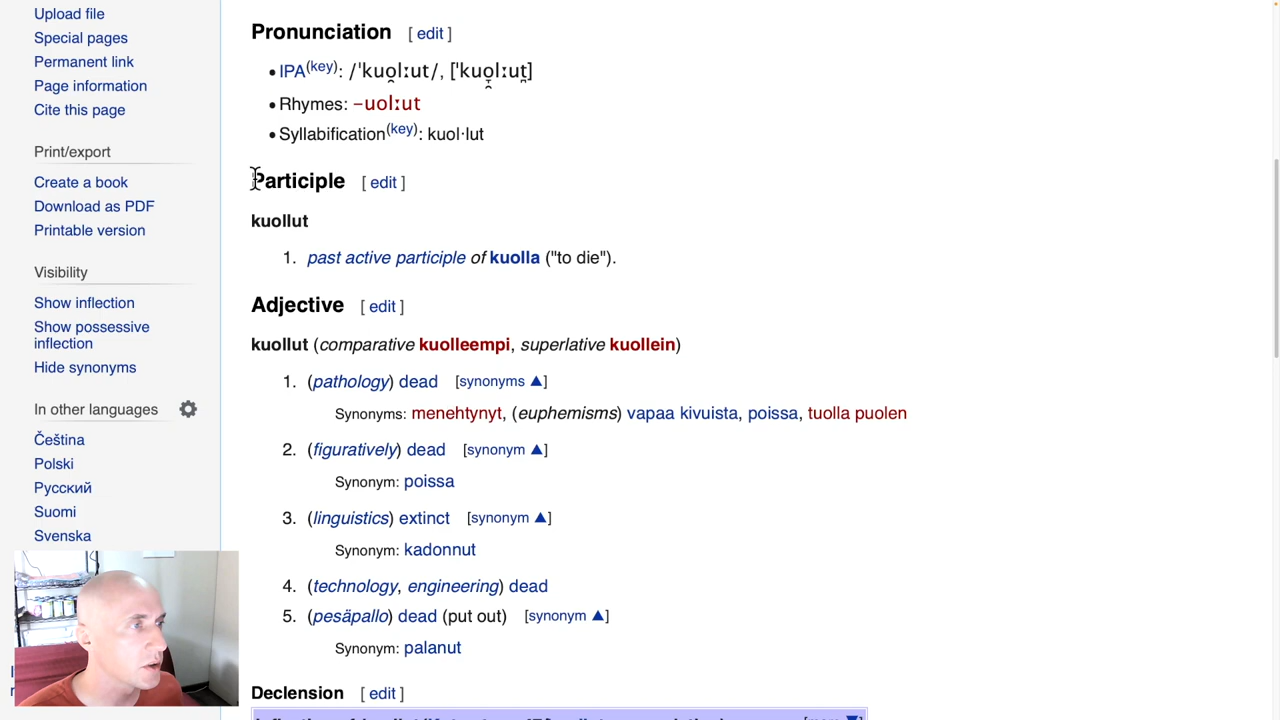 Upload file
Special pages
Permanent link
Page information
Cite this page
Print/export
Create a book
Download as PDF
Printable version
Visibility
Show inflection
Show possessive
inflection
Hide synonyms
In other languages
Čeština
Polski
Русский
Suomi
Svenska
Pronunciation [ edit ]
• IPA(key): /ˈkuo̯lːut/, [ˈkuo̞̯lːut̪]
• Rhymes: -uolːut
• Syllabification(key): kuol·lut
Participle [ edit ]
kuollut
1. past active participle of kuolla ("to die").
Adjective [ edit ]
kuollut (comparative kuolleempi, superlative kuollein)
1. (pathology) dead [synonyms ▲]
Synonyms: menehtynyt, (euphemisms) vapaa kivuista, poissa, tuolla puolen
2. (figuratively) dead [synonym ▲]
Synonym: poissa
3. (linguistics) extinct [synonym ▲]
Synonym: kadonnut
4. (technology, engineering) dead
5. (pesäpallo) dead (put out) [synonym ▲]
Synonym: palanut
Declension [ edit ]